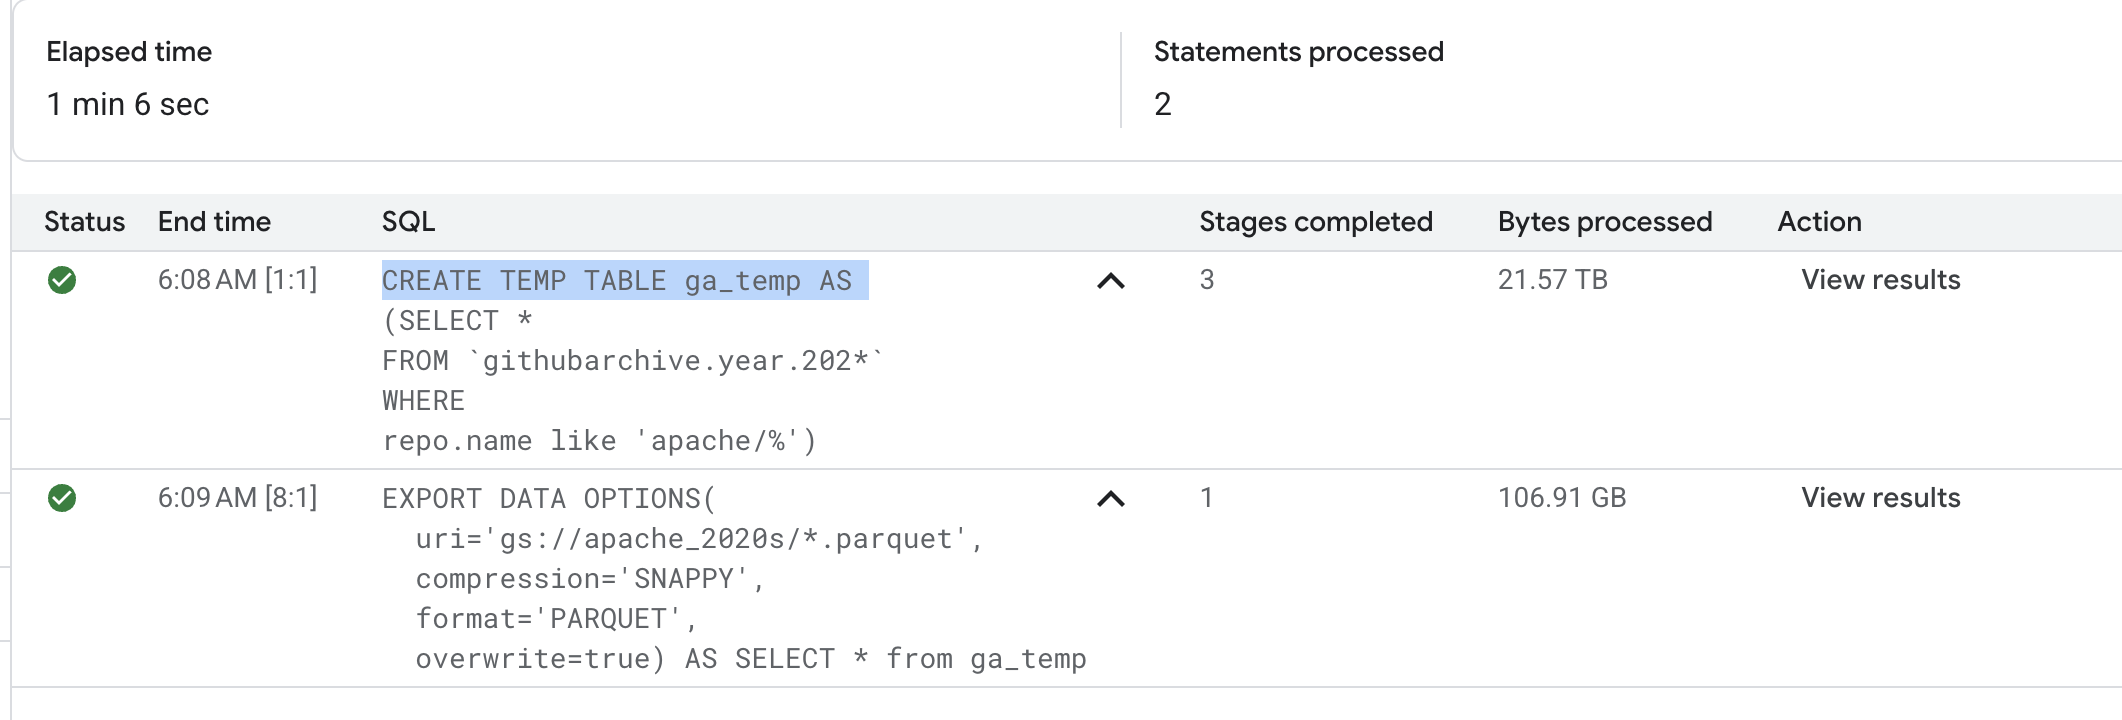 Elapsed time
1 min 6 sec
Statements processed
2
Status End time SQL Stages completed Bytes processed Action
6:08 AM [1:1] CREATE TEMP TABLE ga_temp AS 3 21.57 TB View results
(SELECT *
FROM `githubarchive.year.202*`
WHERE
repo.name like 'apache/%')
6:09 AM [8:1] EXPORT DATA OPTIONS( 1 106.91 GB View results
uri='gs://apache_2020s/*.parquet',
compression='SNAPPY',
format='PARQUET',
overwrite=true) AS SELECT * from ga_temp